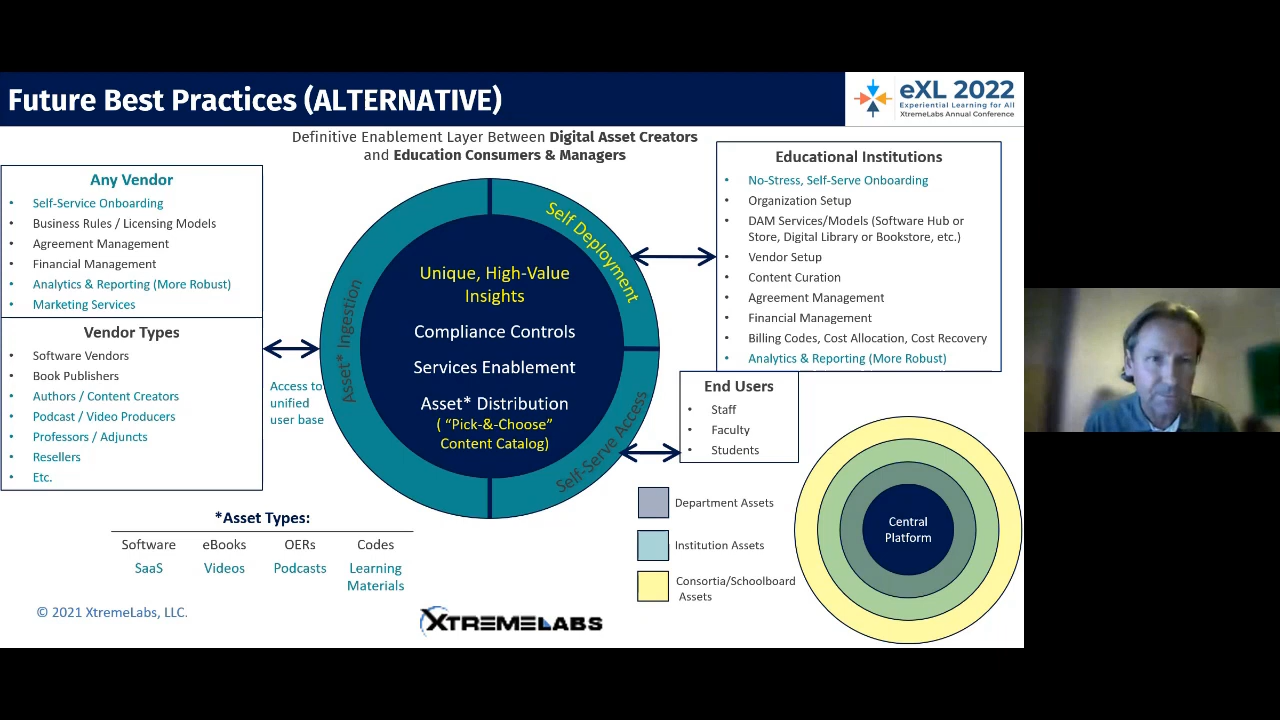 Future Best Practices (ALTERNATIVE)
eXL 2022
Experiential Learning for All
XtremeLabs Annual Conference
Definitive Enablement Layer Between Digital Asset Creators
and Education Consumers & Managers
Any Vendor
• Self-Service Onboarding
• Business Rules / Licensing Models
• Agreement Management
• Financial Management
• Analytics & Reporting (More Robust)
• Marketing Services
Vendor Types
• Software Vendors
• Book Publishers
• Authors / Content Creators
• Podcast / Video Producers
• Professors / Adjuncts
• Resellers
• Etc.
Access to
unified
user base
Asset* Ingestion
Self Deployment
Self-Serve Access
Unique, High-Value
Insights
Compliance Controls
Services Enablement
Asset* Distribution
( “Pick-&-Choose”
Content Catalog)
Educational Institutions
• No-Stress, Self-Serve Onboarding
• Organization Setup
• DAM Services/Models (Software Hub or
Store, Digital Library or Bookstore, etc.)
• Vendor Setup
• Content Curation
• Agreement Management
• Financial Management
• Billing Codes, Cost Allocation, Cost Recovery
• Analytics & Reporting (More Robust)
End Users
• Staff
• Faculty
• Students
Department Assets
Institution Assets
Consortia/Schoolboard
Assets
Central
Platform
*Asset Types:
Software eBooks OERs Codes
SaaS Videos Podcasts Learning
Materials
© 2021 XtremeLabs, LLC.
XTREMELABS